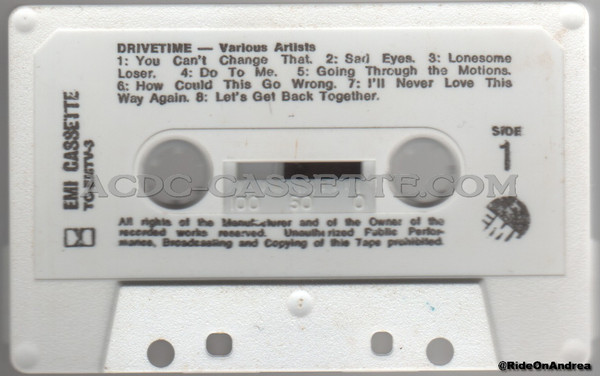 DRIVETIME — Various Artists
1: You Can't Change That. 2: Sad Eyes. 3: Lonesome
Loser. 4: Do To Me. 5: Going Through the Motions.
6: How Could This Go Wrong. 7: I'll Never Love This
Way Again. 8: Let's Get Back Together.
EMI CASSETTE
SIDE
1
ACDC-CASSETTE.COM
100 50 0
All rights of the Manufacturer and of the Owner of the
recorded works reserved. Unauthorized Public Perfor-
mance, Broadcasting and Copying of this Tape prohibited.
@RideOnAndrea